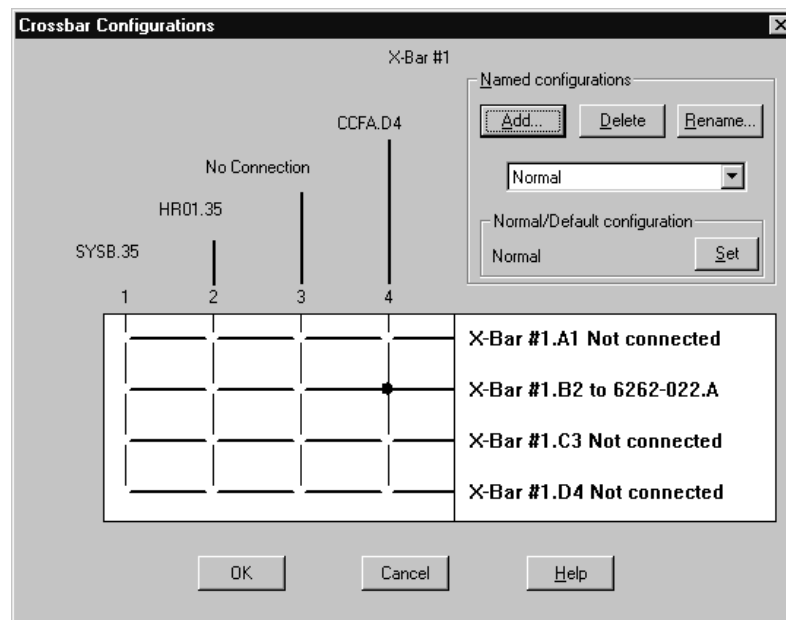 Crossbar Configurations
X-Bar #1
Named configurations
Add...
Delete
Rename...
Normal
Normal/Default configuration
Normal
Set
CCFA.D4
No Connection
HR01.35
SYSB.35
1 2 3 4
X-Bar #1.A1 Not connected
X-Bar #1.B2 to 6262-022.A
X-Bar #1.C3 Not connected
X-Bar #1.D4 Not connected
OK
Cancel
Help